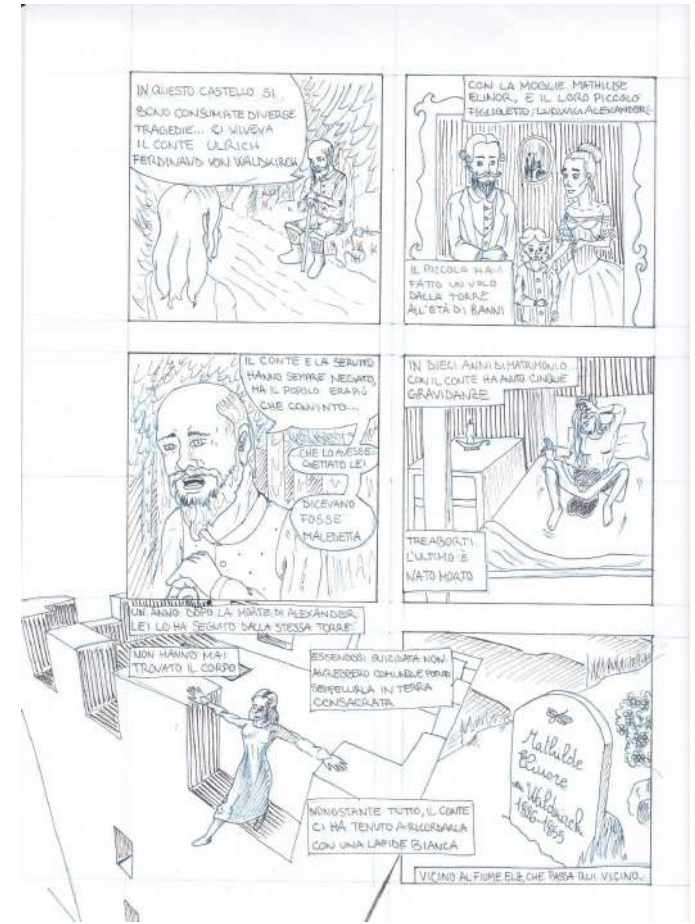 IN QUESTO CASTELLO SI
SONO CONSUMATE DIVERSE
TRAGEDIE... CI VIVEVA
IL CONTE ULRICH
FERDINAND VON WALDKIRCH
CON LA MOGLIE MATHILDE
ELINOR, E IL LORO PICCOLO
FIGLIOLETTO, LUDWIG ALEXANDER
IL PICCOLO HA
FATTO UN VOLO
DALLA TORRE
ALL'ETÀ DI 8 ANNI
IL CONTE E LA SERVITÙ
HANNO SEMPRE NEGATO,
MA IL POPOLO ERA PIÙ
CHE CONVINTO...
...CHE LO AVESSE
GETTATO LEI
DICEVANO
FOSSE
MALEDETTA
IN DIECI ANNI DI MATRIMONIO
CON IL CONTE HA AVUTO CINQUE
GRAVIDANZE
TRE ABORTI
L'ULTIMO È
NATO MORTO
UN ANNO DOPO LA MORTE DI ALEXANDER
LEI LO HA SEGUITO DALLA STESSA TORRE
NON HANNO MAI
TROVATO IL CORPO
ESSENDOSI SUICIDATA NON
AVREBBERO COMUNQUE POTUTO
SEPPELLIRLA IN TERRA
CONSACRATA
NONOSTANTE TUTTO, IL CONTE
CI HA TENUTO A RICORDARLA
CON UNA LAPIDE BIANCA
Mathilde
Elinore
von Waldkirch
VICINO AL FIUME ELZ, CHE PASSA QUI VICINO.